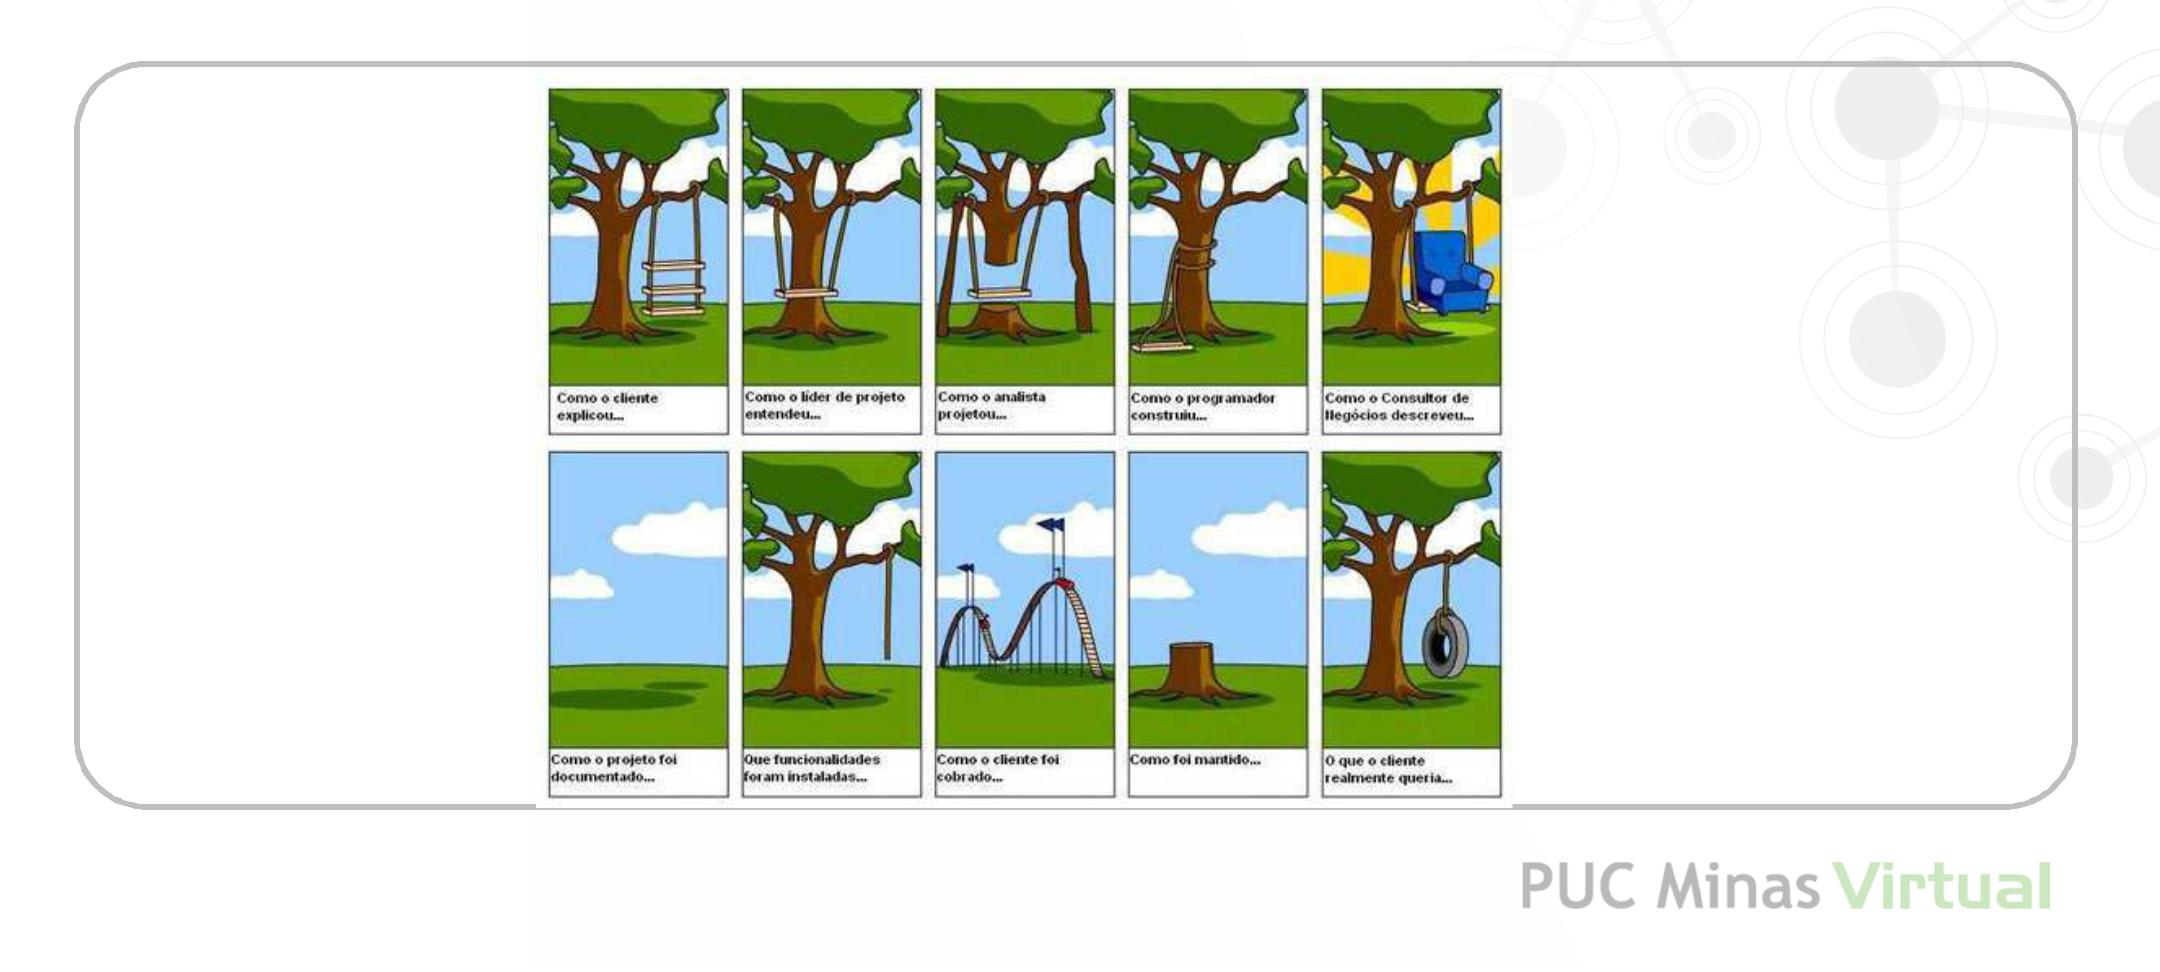 Como o cliente
explicou...
Como o líder de projeto
entendeu...
Como o analista
projetou...
Como o programador
construiu...
Como o Consultor de
Negócios descreveu...
Como o projeto foi
documentado...
Que funcionalidades
foram instaladas...
Como o cliente foi
cobrado...
Como foi mantido...
O que o cliente
realmente queria...
PUC Minas Virtual